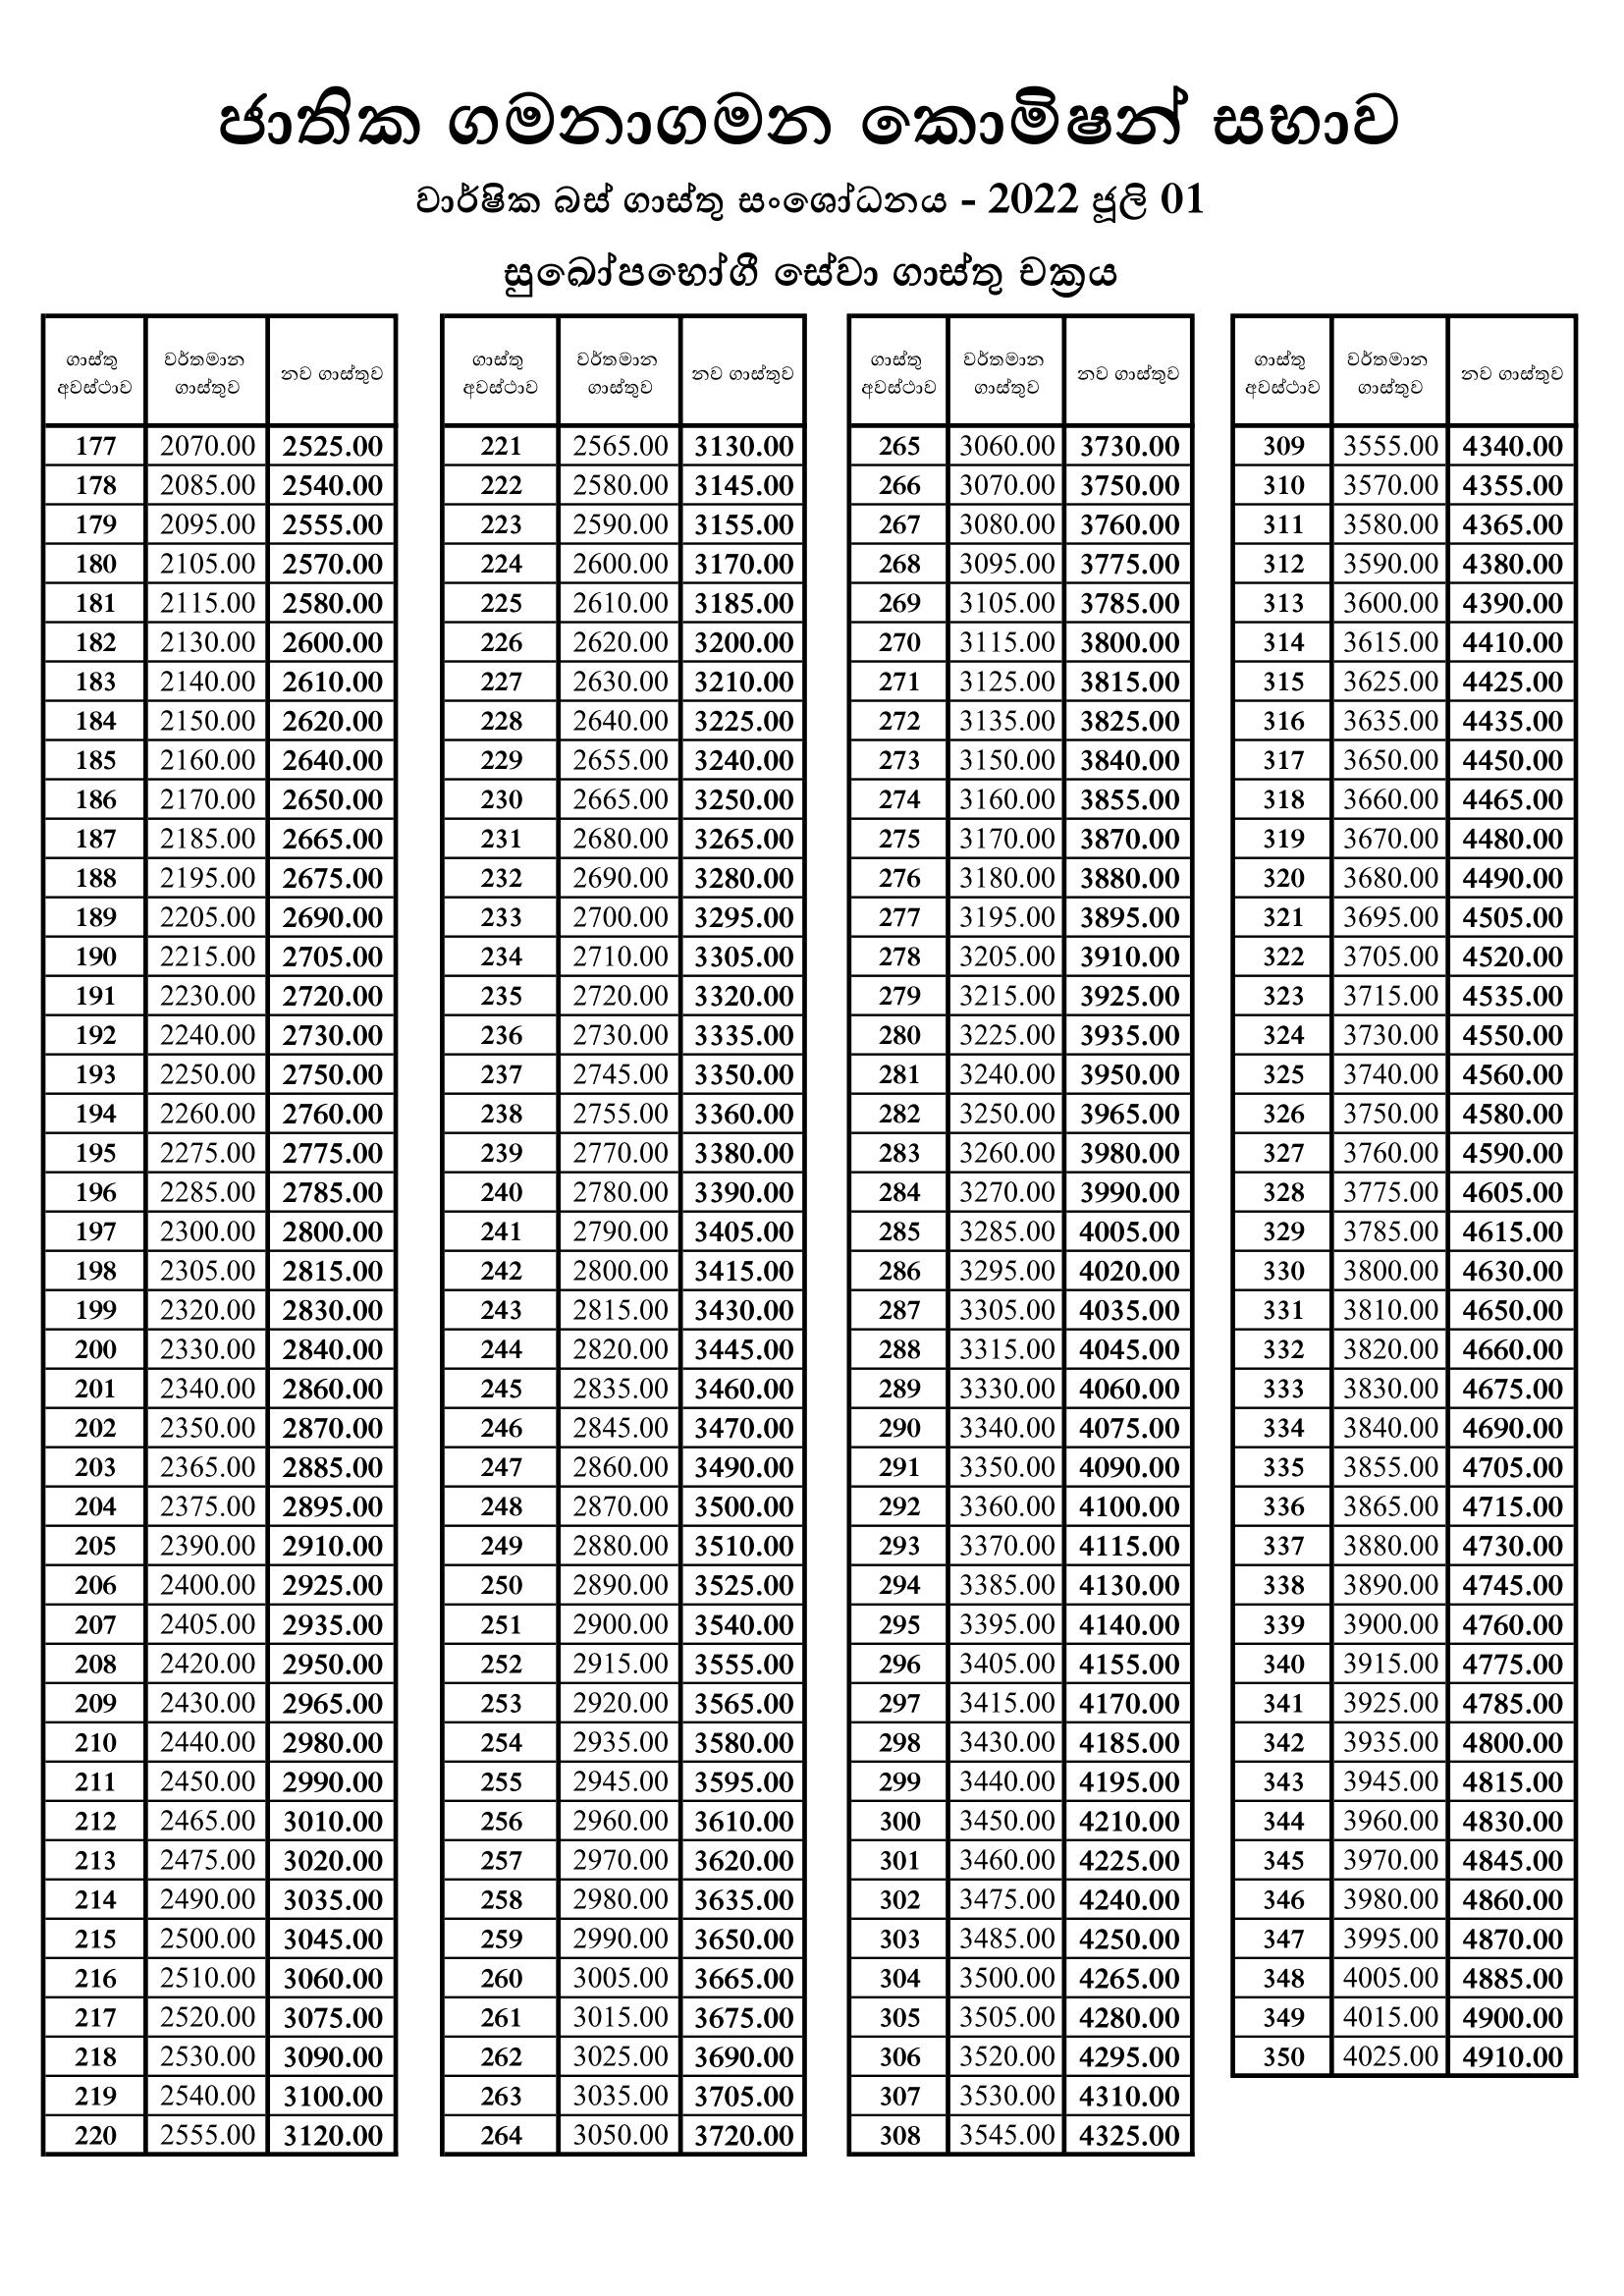 ජාතික ගමනාගමන කොමිෂන් සභාව
වාර්ෂික බස් ගාස්තු සංශෝධනය - 2022 ජූලි 01
සුඛෝපභෝගී සේවා ගාස්තු චක්‍රය
ගාස්තු අවස්ථාව වර්තමාන ගාස්තුව නව ගාස්තුව
177 2070.00 2525.00
178 2085.00 2540.00
179 2095.00 2555.00
180 2105.00 2570.00
181 2115.00 2580.00
182 2130.00 2600.00
183 2140.00 2610.00
184 2150.00 2620.00
185 2160.00 2640.00
186 2170.00 2650.00
187 2185.00 2665.00
188 2195.00 2675.00
189 2205.00 2690.00
190 2215.00 2705.00
191 2230.00 2720.00
192 2240.00 2730.00
193 2250.00 2750.00
194 2260.00 2760.00
195 2275.00 2775.00
196 2285.00 2785.00
197 2300.00 2800.00
198 2305.00 2815.00
199 2320.00 2830.00
200 2330.00 2840.00
201 2340.00 2860.00
202 2350.00 2870.00
203 2365.00 2885.00
204 2375.00 2895.00
205 2390.00 2910.00
206 2400.00 2925.00
207 2405.00 2935.00
208 2420.00 2950.00
209 2430.00 2965.00
210 2440.00 2980.00
211 2450.00 2990.00
212 2465.00 3010.00
213 2475.00 3020.00
214 2490.00 3035.00
215 2500.00 3045.00
216 2510.00 3060.00
217 2520.00 3075.00
218 2530.00 3090.00
219 2540.00 3100.00
220 2555.00 3120.00
ගාස්තු අවස්ථාව වර්තමාන ගාස්තුව නව ගාස්තුව
221 2565.00 3130.00
222 2580.00 3145.00
223 2590.00 3155.00
224 2600.00 3170.00
225 2610.00 3185.00
226 2620.00 3200.00
227 2630.00 3210.00
228 2640.00 3225.00
229 2655.00 3240.00
230 2665.00 3250.00
231 2680.00 3265.00
232 2690.00 3280.00
233 2700.00 3295.00
234 2710.00 3305.00
235 2720.00 3320.00
236 2730.00 3335.00
237 2745.00 3350.00
238 2755.00 3360.00
239 2770.00 3380.00
240 2780.00 3390.00
241 2790.00 3405.00
242 2800.00 3415.00
243 2815.00 3430.00
244 2820.00 3445.00
245 2835.00 3460.00
246 2845.00 3470.00
247 2860.00 3490.00
248 2870.00 3500.00
249 2880.00 3510.00
250 2890.00 3525.00
251 2900.00 3540.00
252 2915.00 3555.00
253 2920.00 3565.00
254 2935.00 3580.00
255 2945.00 3595.00
256 2960.00 3610.00
257 2970.00 3620.00
258 2980.00 3635.00
259 2990.00 3650.00
260 3005.00 3665.00
261 3015.00 3675.00
262 3025.00 3690.00
263 3035.00 3705.00
264 3050.00 3720.00
ගාස්තු අවස්ථාව වර්තමාන ගාස්තුව නව ගාස්තුව
265 3060.00 3730.00
266 3070.00 3750.00
267 3080.00 3760.00
268 3095.00 3775.00
269 3105.00 3785.00
270 3115.00 3800.00
271 3125.00 3815.00
272 3135.00 3825.00
273 3150.00 3840.00
274 3160.00 3855.00
275 3170.00 3870.00
276 3180.00 3880.00
277 3195.00 3895.00
278 3205.00 3910.00
279 3215.00 3925.00
280 3225.00 3935.00
281 3240.00 3950.00
282 3250.00 3965.00
283 3260.00 3980.00
284 3270.00 3990.00
285 3285.00 4005.00
286 3295.00 4020.00
287 3305.00 4035.00
288 3315.00 4045.00
289 3330.00 4060.00
290 3340.00 4075.00
291 3350.00 4090.00
292 3360.00 4100.00
293 3370.00 4115.00
294 3385.00 4130.00
295 3395.00 4140.00
296 3405.00 4155.00
297 3415.00 4170.00
298 3430.00 4185.00
299 3440.00 4195.00
300 3450.00 4210.00
301 3460.00 4225.00
302 3475.00 4240.00
303 3485.00 4250.00
304 3500.00 4265.00
305 3505.00 4280.00
306 3520.00 4295.00
307 3530.00 4310.00
308 3545.00 4325.00
ගාස්තු අවස්ථාව වර්තමාන ගාස්තුව නව ගාස්තුව
309 3555.00 4340.00
310 3570.00 4355.00
311 3580.00 4365.00
312 3590.00 4380.00
313 3600.00 4390.00
314 3615.00 4410.00
315 3625.00 4425.00
316 3635.00 4435.00
317 3650.00 4450.00
318 3660.00 4465.00
319 3670.00 4480.00
320 3680.00 4490.00
321 3695.00 4505.00
322 3705.00 4520.00
323 3715.00 4535.00
324 3730.00 4550.00
325 3740.00 4560.00
326 3750.00 4580.00
327 3760.00 4590.00
328 3775.00 4605.00
329 3785.00 4615.00
330 3800.00 4630.00
331 3810.00 4650.00
332 3820.00 4660.00
333 3830.00 4675.00
334 3840.00 4690.00
335 3855.00 4705.00
336 3865.00 4715.00
337 3880.00 4730.00
338 3890.00 4745.00
339 3900.00 4760.00
340 3915.00 4775.00
341 3925.00 4785.00
342 3935.00 4800.00
343 3945.00 4815.00
344 3960.00 4830.00
345 3970.00 4845.00
346 3980.00 4860.00
347 3995.00 4870.00
348 4005.00 4885.00
349 4015.00 4900.00
350 4025.00 4910.00